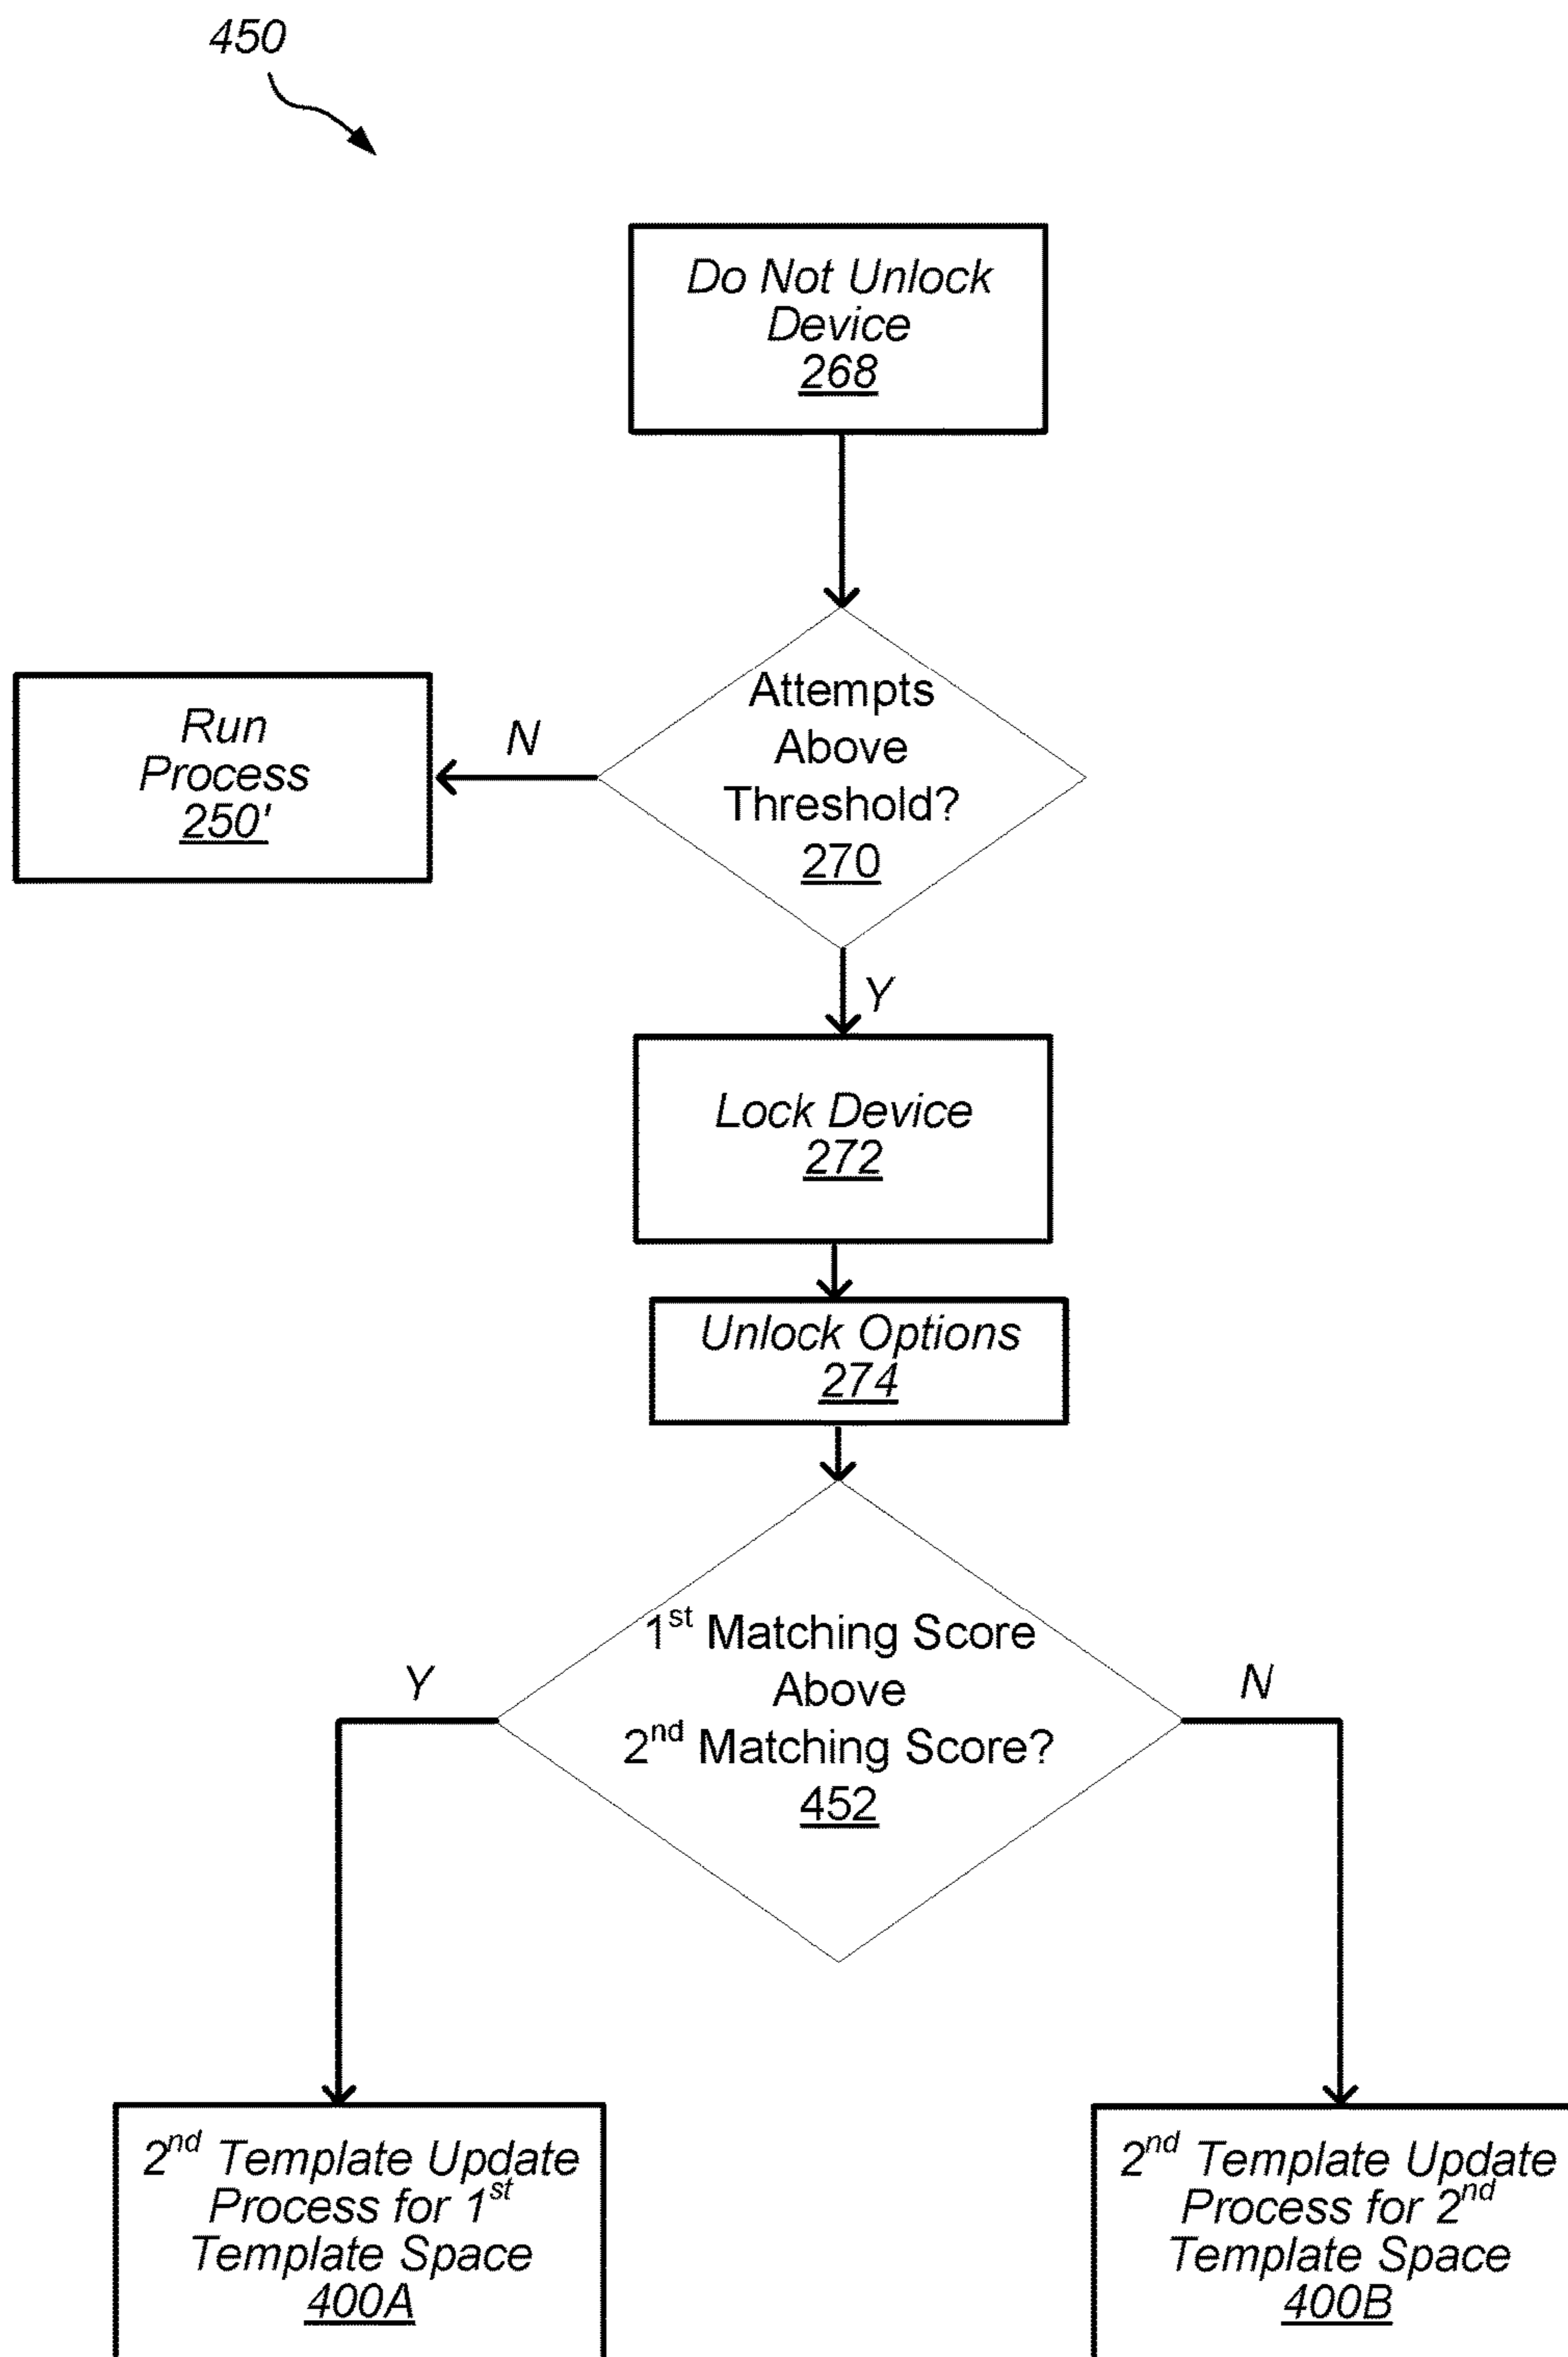 450
Do Not Unlock
Device
268
Attempts
Above
Threshold?
270
N
Run
Process
250'
Y
Lock Device
272
Unlock Options
274
1st Matching Score
Above
2nd Matching Score?
452
Y
N
2nd Template Update
Process for 1st
Template Space
400A
2nd Template Update
Process for 2nd
Template Space
400B